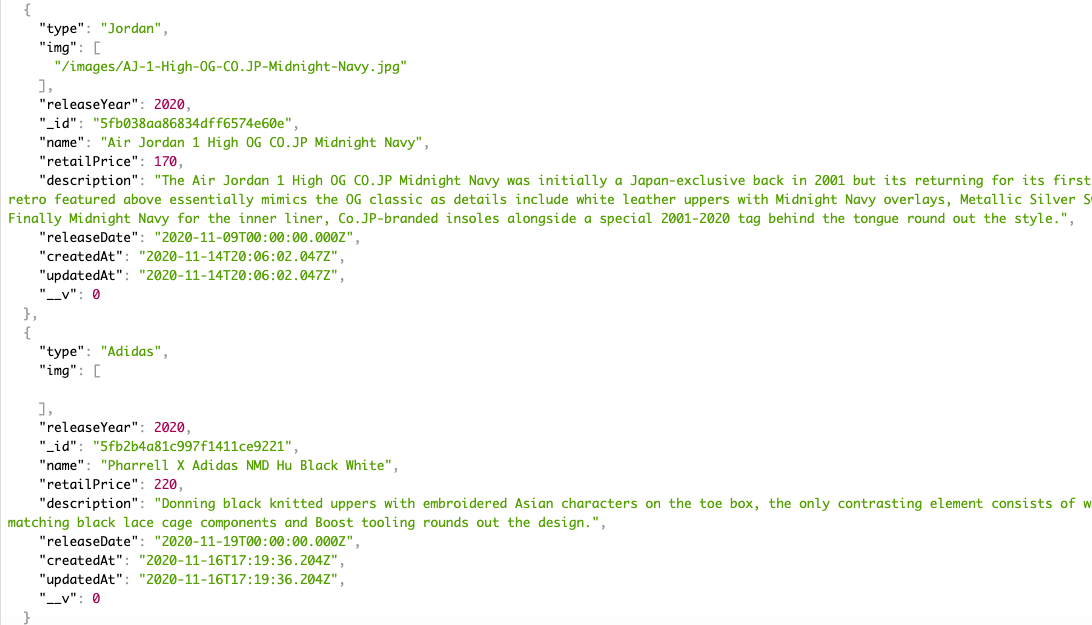 {
"type": "Jordan",
"img": [
"/images/AJ-1-High-OG-CO.JP-Midnight-Navy.jpg"
],
"releaseYear": 2020,
"_id": "5fb038aa86834dff6574e60e",
"name": "Air Jordan 1 High OG CO.JP Midnight Navy",
"retailPrice": 170,
"description": "The Air Jordan 1 High OG CO.JP Midnight Navy was initially a Japan-exclusive back in 2001 but its returning for its first
retro featured above essentially mimics the OG classic as details include white leather uppers with Midnight Navy overlays, Metallic Silver
Finally Midnight Navy for the inner liner, Co.JP-branded insoles alongside a special 2001-2020 tag behind the tongue round out the style.",
"releaseDate": "2020-11-09T00:00:00.000Z",
"createdAt": "2020-11-14T20:06:02.047Z",
"updatedAt": "2020-11-14T20:06:02.047Z",
"__v": 0
},
{
"type": "Adidas",
"img": [
],
"releaseYear": 2020,
"_id": "5fb2b4a81c997f1411ce9221",
"name": "Pharrell X Adidas NMD Hu Black White",
"retailPrice": 220,
"description": "Donning black knitted uppers with embroidered Asian characters on the toe box, the only contrasting element consists of
matching black lace cage components and Boost tooling rounds out the design.",
"releaseDate": "2020-11-19T00:00:00.000Z",
"createdAt": "2020-11-16T17:19:36.204Z",
"updatedAt": "2020-11-16T17:19:36.204Z",
"__v": 0
}